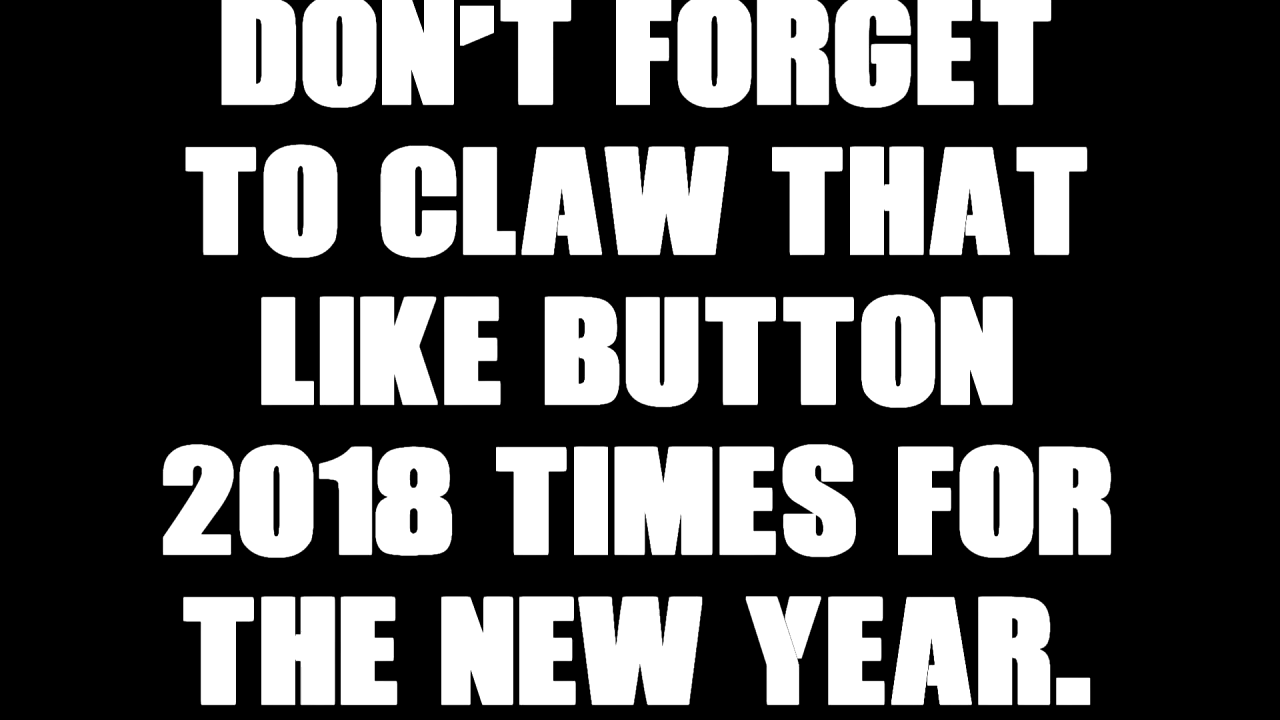 DON'T FORGET
TO CLAW THAT
LIKE BUTTON
2018 TIMES FOR
THE NEW YEAR.